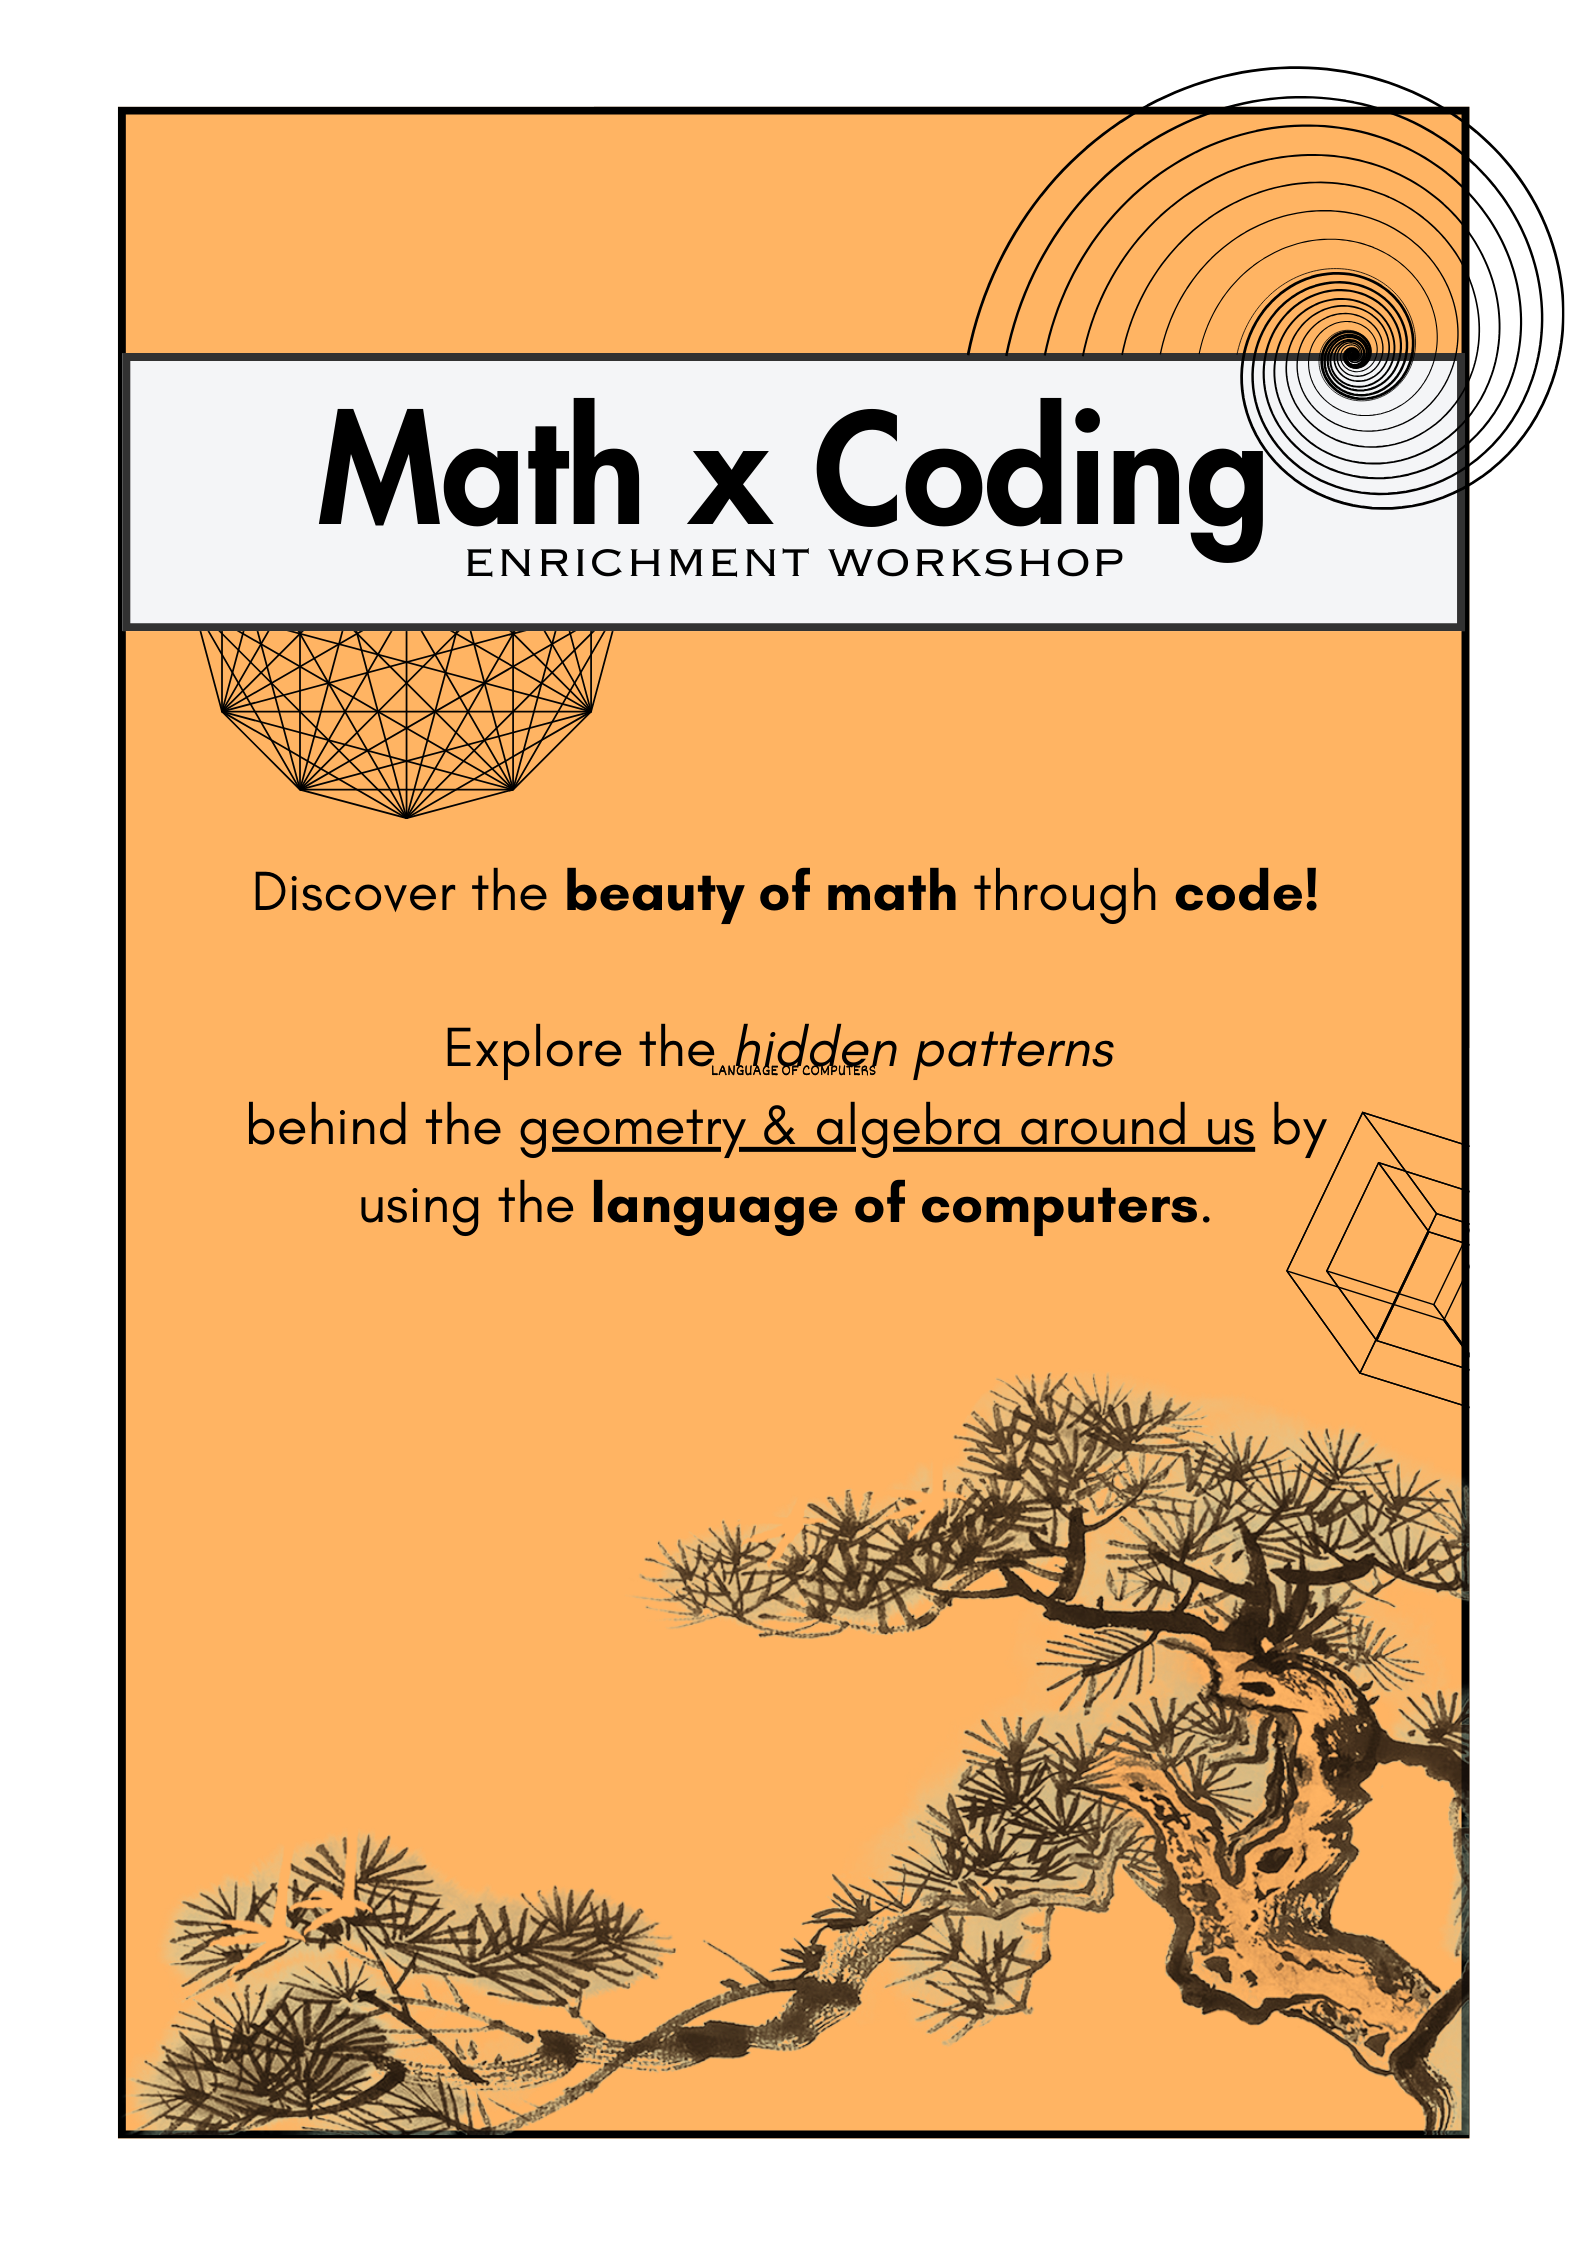 Math x Coding
ENRICHMENT WORKSHOP
Discover the beauty of math through code!
Explore the hidden patterns
LANGUAGE OF COMPUTERS
behind the geometry & algebra around us by
using the language of computers.